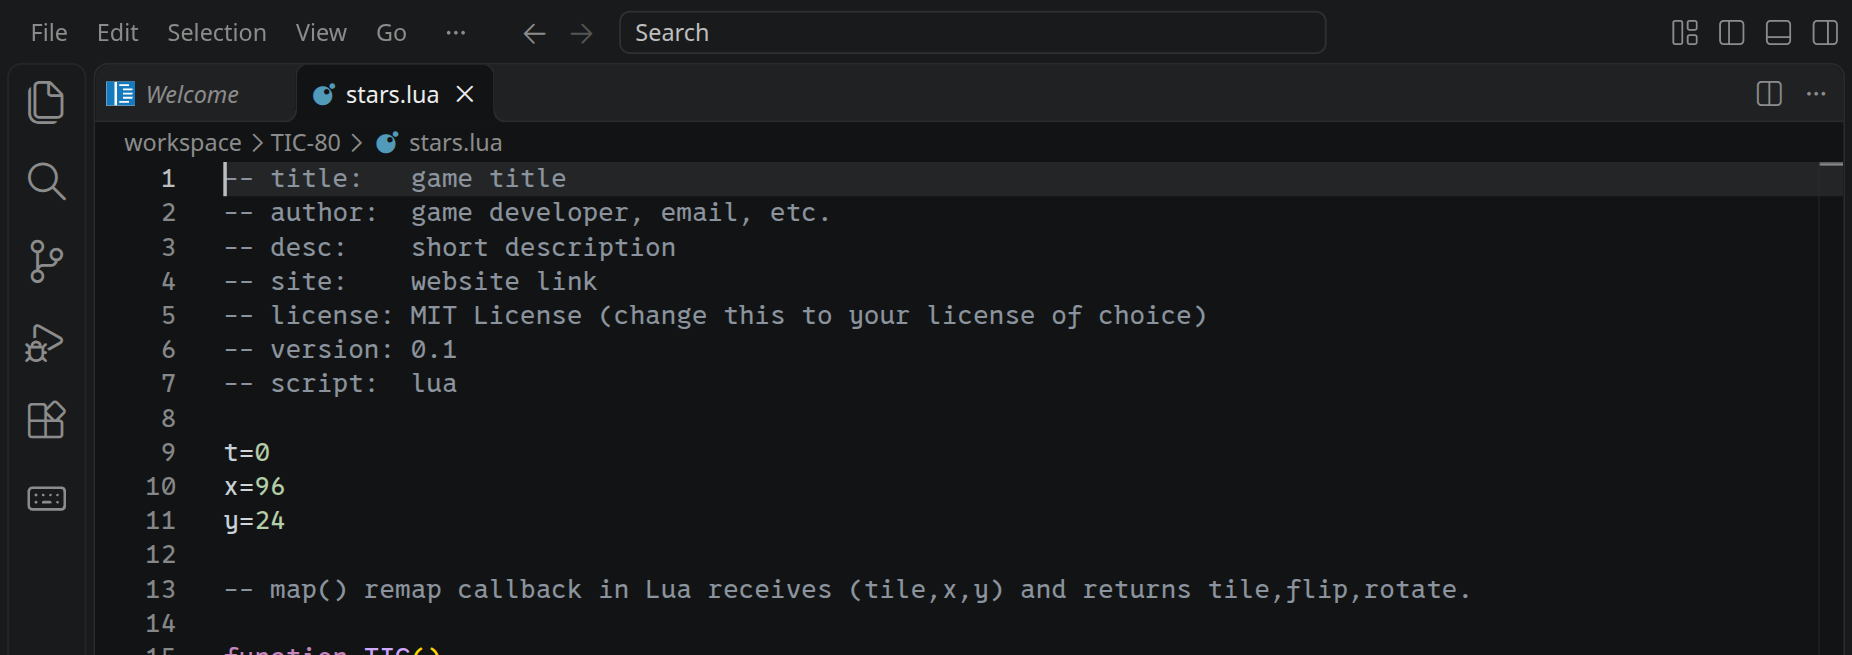 File Edit Selection View Go ··· Search
Welcome stars.lua
workspace > TIC-80 > stars.lua
1 -- title:   game title
2 -- author:  game developer, email, etc.
3 -- desc:    short description
4 -- site:    website link
5 -- license: MIT License (change this to your license of choice)
6 -- version: 0.1
7 -- script:  lua
8
9 t=0
10 x=96
11 y=24
12
13 -- map() remap callback in Lua receives (tile,x,y) and returns tile,flip,rotate.
14
15 function TIC()